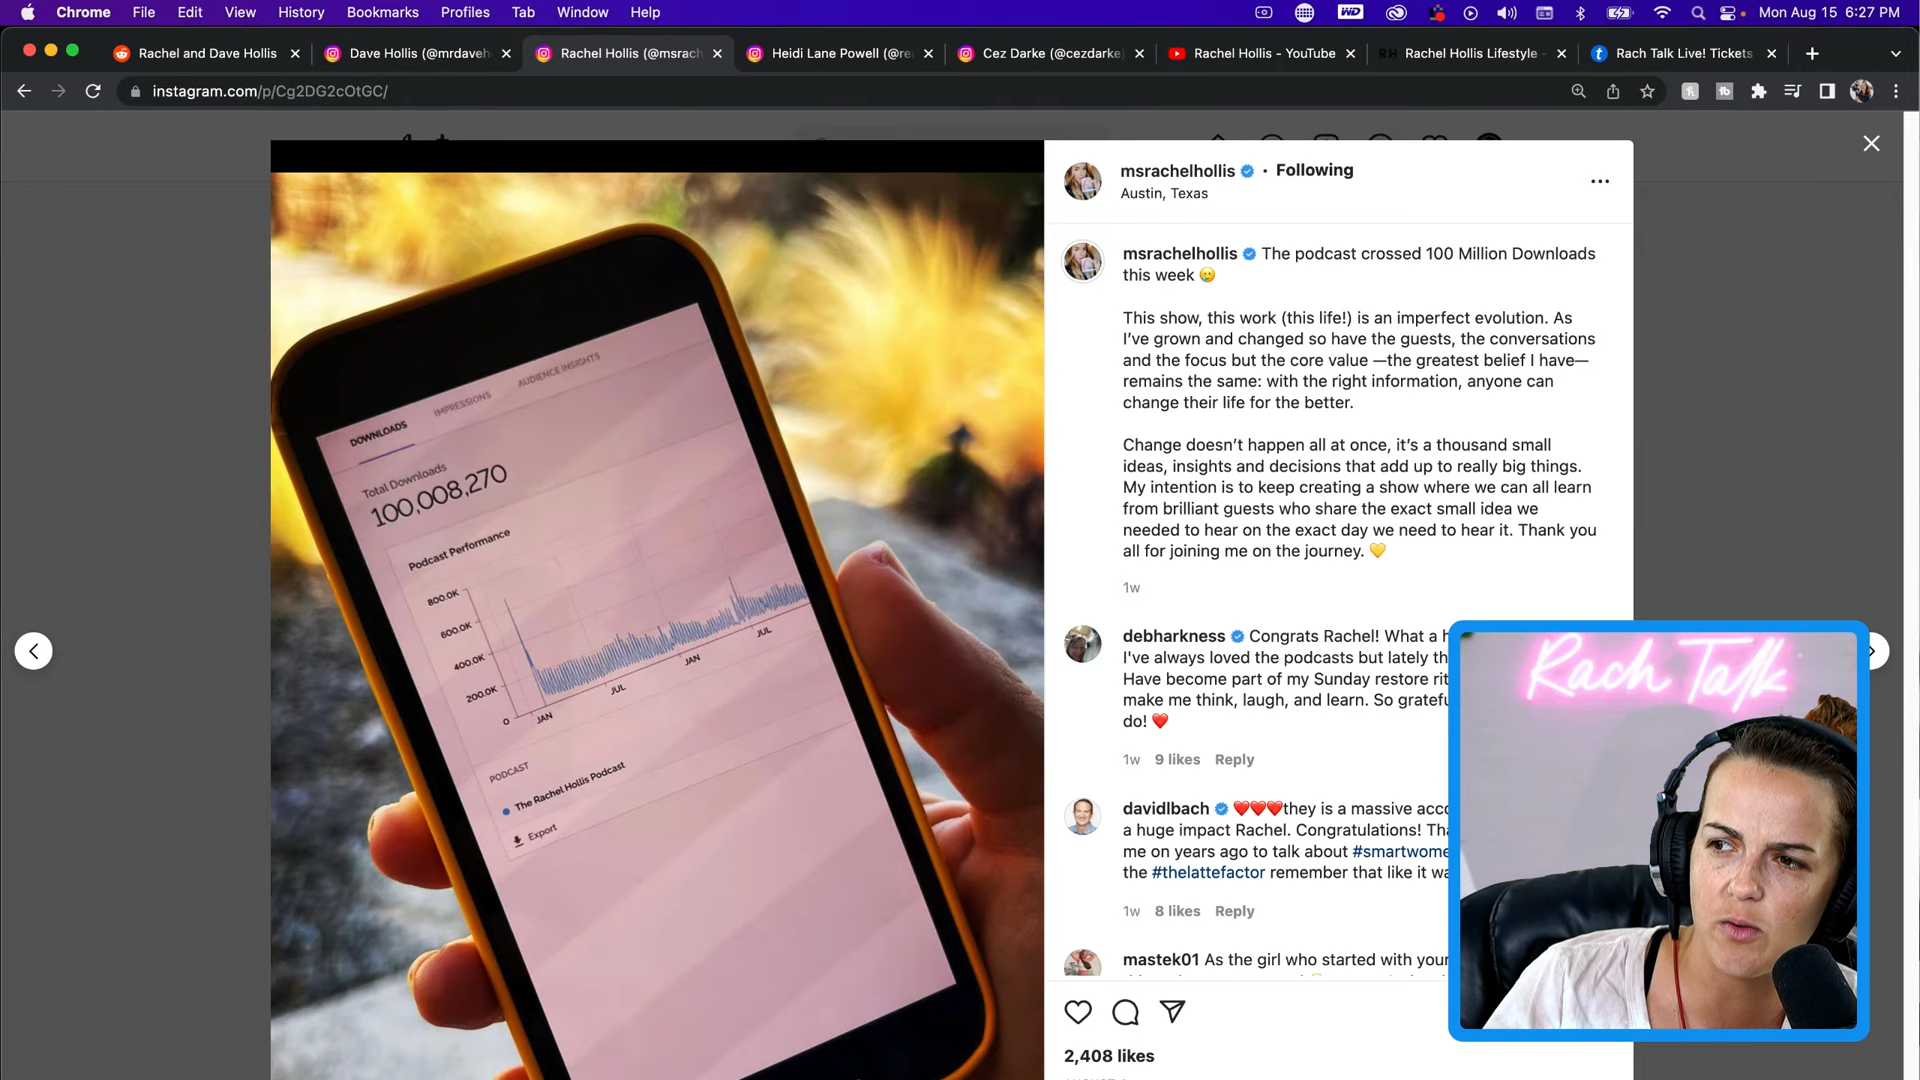 Chrome File Edit View History Bookmarks Profiles Tab Window Help
WD
Mon Aug 15 6:27 PM
Rachel and Dave Hollis
Dave Hollis (@mrdaveh
Rachel Hollis (@msrach
Heidi Lane Powell (@re
Cez Darke (@cezdarke)
Rachel Hollis - YouTube
RH Rachel Hollis Lifestyle -
Rach Talk Live! Tickets
instagram.com/p/Cg2DG2cOtGC/
msrachelhollis • Following
Austin, Texas
msrachelhollis The podcast crossed 100 Million Downloads
this week 🥲
This show, this work (this life!) is an imperfect evolution. As
I’ve grown and changed so have the guests, the conversations
and the focus but the core value —the greatest belief I have—
remains the same: with the right information, anyone can
change their life for the better.
Change doesn’t happen all at once, it’s a thousand small
ideas, insights and decisions that add up to really big things.
My intention is to keep creating a show where we can all learn
from brilliant guests who share the exact small idea we
needed to hear on the exact day we need to hear it. Thank you
all for joining me on the journey. 💛
1w
debharkness Congrats Rachel! What a h
I've always loved the podcasts but lately th
Have become part of my Sunday restore rit
make me think, laugh, and learn. So gratefu
do! ❤️
1w 9 likes Reply
davidlbach ❤️❤️❤️they is a massive acco
a huge impact Rachel. Congratulations! Tha
me on years ago to talk about #smartwome
the #thelattefactor remember that like it wa
1w 8 likes Reply
mastek01 As the girl who started with your
2,408 likes
DOWNLOADS
IMPRESSIONS
AUDIENCE INSIGHTS
Total Downloads
100,008,270
Podcast Performance
800.0K
600.0K
400.0K
200.0K
0
JAN
JUL
JAN
JUL
PODCAST
The Rachel Hollis Podcast
Export
Rach Talk